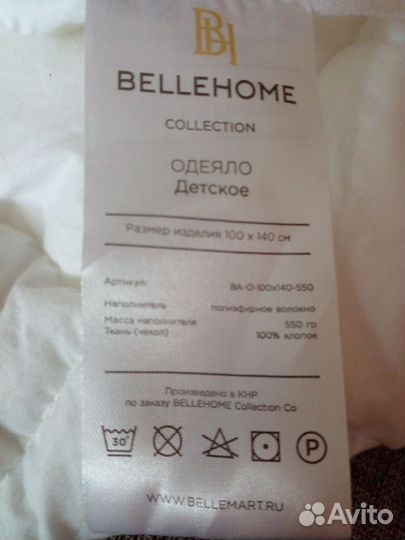 BH
BELLEHOME
COLLECTION
ОДЕЯЛО
Детское
Размер изделия 100 x 140 см
Артикул: BA-O-100x140-550
Наполнитель полиэфирное волокно
Масса наполнителя 550 гр
Ткань (чехол) 100% хлопок
Произведено в КНР
по заказу BELLEHOME Collection Co
30° P
WWW.BELLEMART.RU
Avito